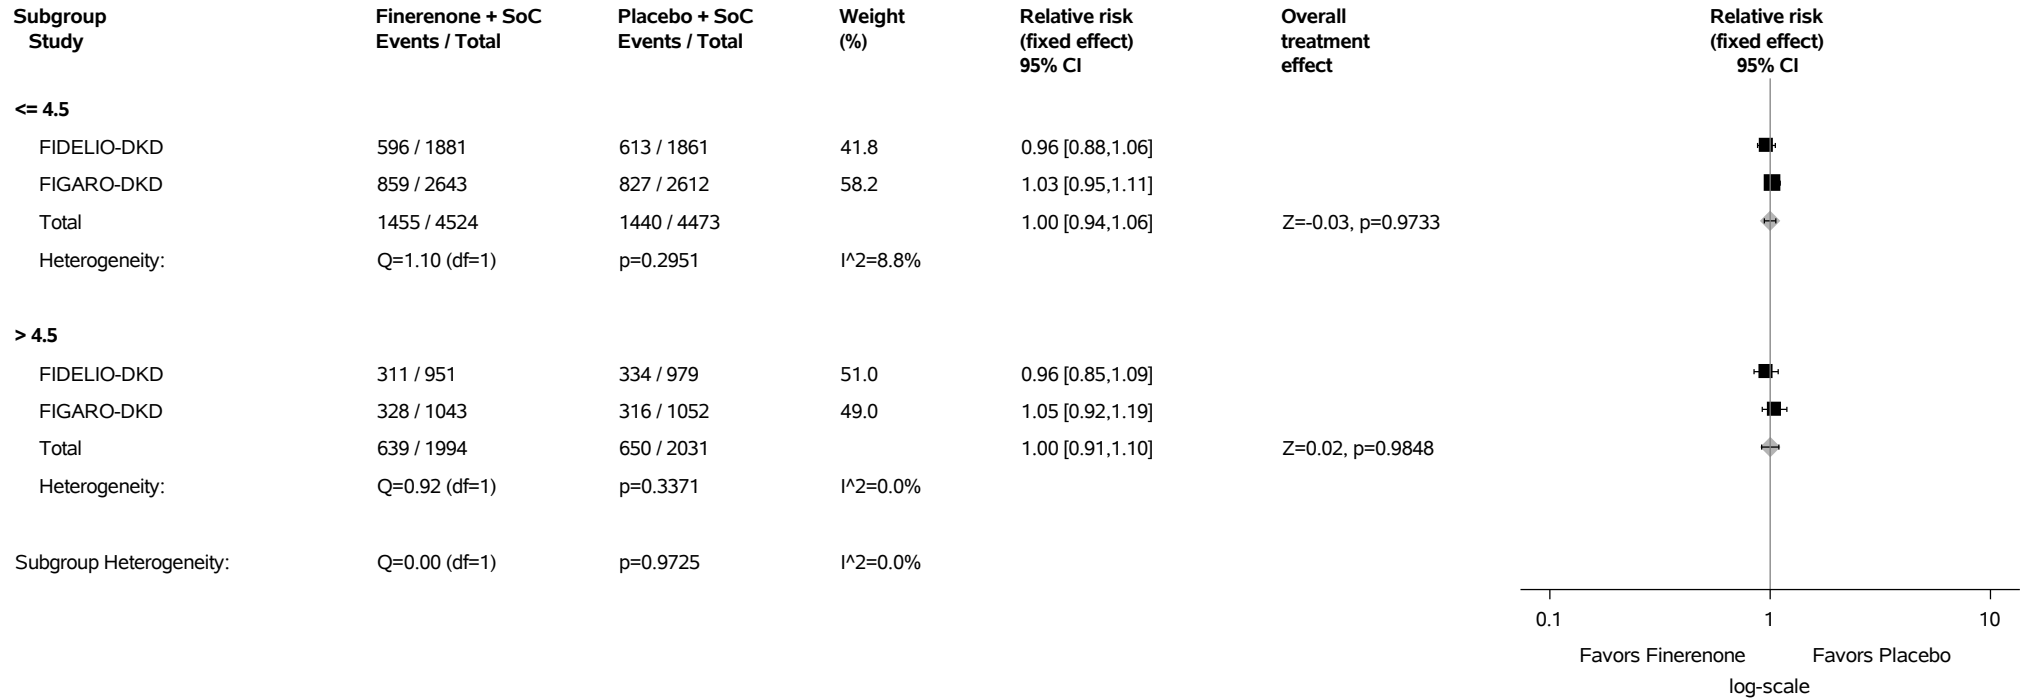 Subgroup Finerenone + SoC Placebo + SoC Weight Relative risk Overall Relative risk
Study Events / Total Events / Total (%) (fixed effect) treatment (fixed effect)
95% CI effect 95% CI
<= 4.5
FIDELIO-DKD 596 / 1881 613 / 1861 41.8 0.96 [0.88,1.06]
FIGARO-DKD 859 / 2643 827 / 2612 58.2 1.03 [0.95,1.11]
Total 1455 / 4524 1440 / 4473 1.00 [0.94,1.06] Z=-0.03, p=0.9733
Heterogeneity: Q=1.10 (df=1) p=0.2951 I^2=8.8%
> 4.5
FIDELIO-DKD 311 / 951 334 / 979 51.0 0.96 [0.85,1.09]
FIGARO-DKD 328 / 1043 316 / 1052 49.0 1.05 [0.92,1.19]
Total 639 / 1994 650 / 2031 1.00 [0.91,1.10] Z=0.02, p=0.9848
Heterogeneity: Q=0.92 (df=1) p=0.3371 I^2=0.0%
Subgroup Heterogeneity: Q=0.00 (df=1) p=0.9725 I^2=0.0%
0.1 1 10
Favors Finerenone Favors Placebo
log-scale